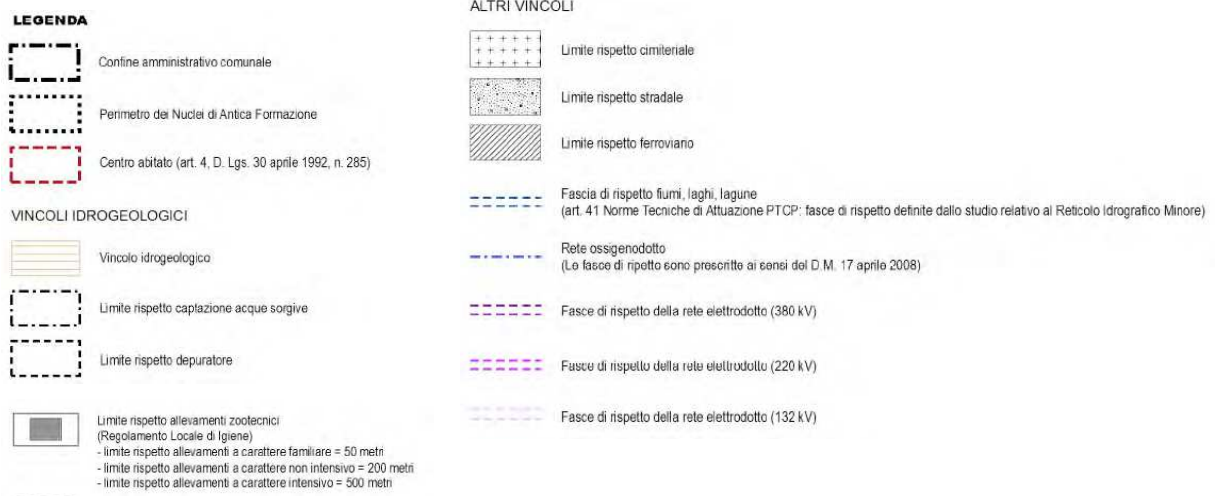 LEGENDA
Confine amministrativo comunale
Perimetro dei Nuclei di Antica Formazione
Centro abitato (art. 4, D. Lgs. 30 aprile 1992, n. 285)
VINCOLI IDROGEOLOGICI
Vincolo idrogeologico
Limite rispetto captazione acque sorgive
Limite rispetto depuratore
Limite rispetto allevamenti zootecnici
(Regolamento Locale di Igiene)
- limite rispetto allevamenti a carattere familiare = 50 metri
- limite rispetto allevamenti a carattere non intensivo = 200 metri
- limite rispetto allevamenti a carattere intensivo = 500 metri
ALTRI VINCOLI
Limite rispetto cimiteriale
Limite rispetto stradale
Limite rispetto ferroviario
Fascia di rispetto fiumi, laghi, lagune
(art. 41 Norme Tecniche di Attuazione PTCP: fasce di rispetto definite dallo studio relativo al Reticolo Idrografico Minore)
Rete ossigenodotto
(Le fasce di ripetto sono prescritte ai sensi del D.M. 17 aprile 2008)
Fasce di rispetto della rete elettrodotto (380 kV)
Fasce di rispetto della rete elettrodotto (220 kV)
Fasce di rispetto della rete elettrodotto (132 kV)